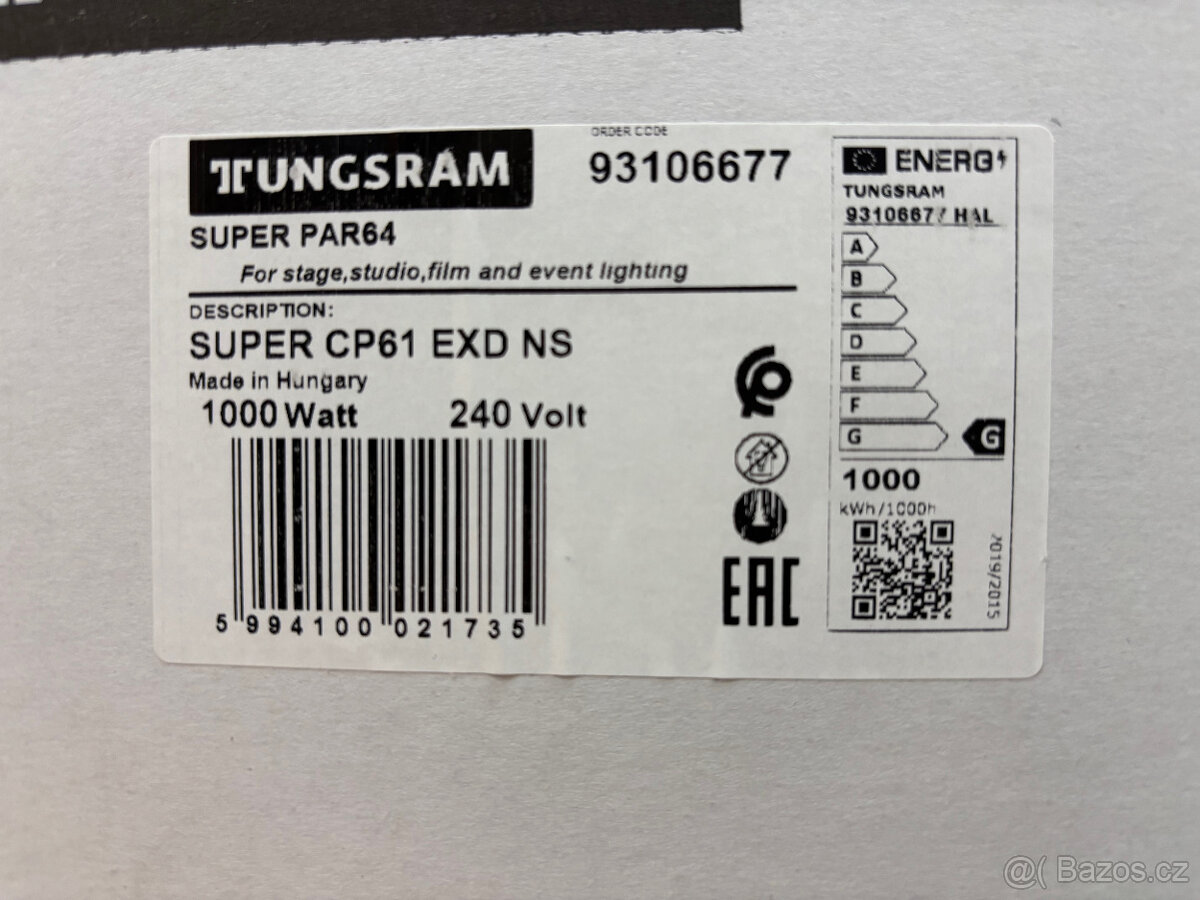 TUNGSRAM
ORDER CODE
93106677
SUPER PAR64
For stage,studio,film and event lighting
DESCRIPTION:
SUPER CP61 EXD NS
Made in Hungary
1000 Watt 240 Volt
5 994100 021735
EAC
ENERG
TUNGSRAM
93106677 HAL
A
B
C
D
E
F
G
G
1000
kWh/1000h
2019/2015
@( Bazos.cz